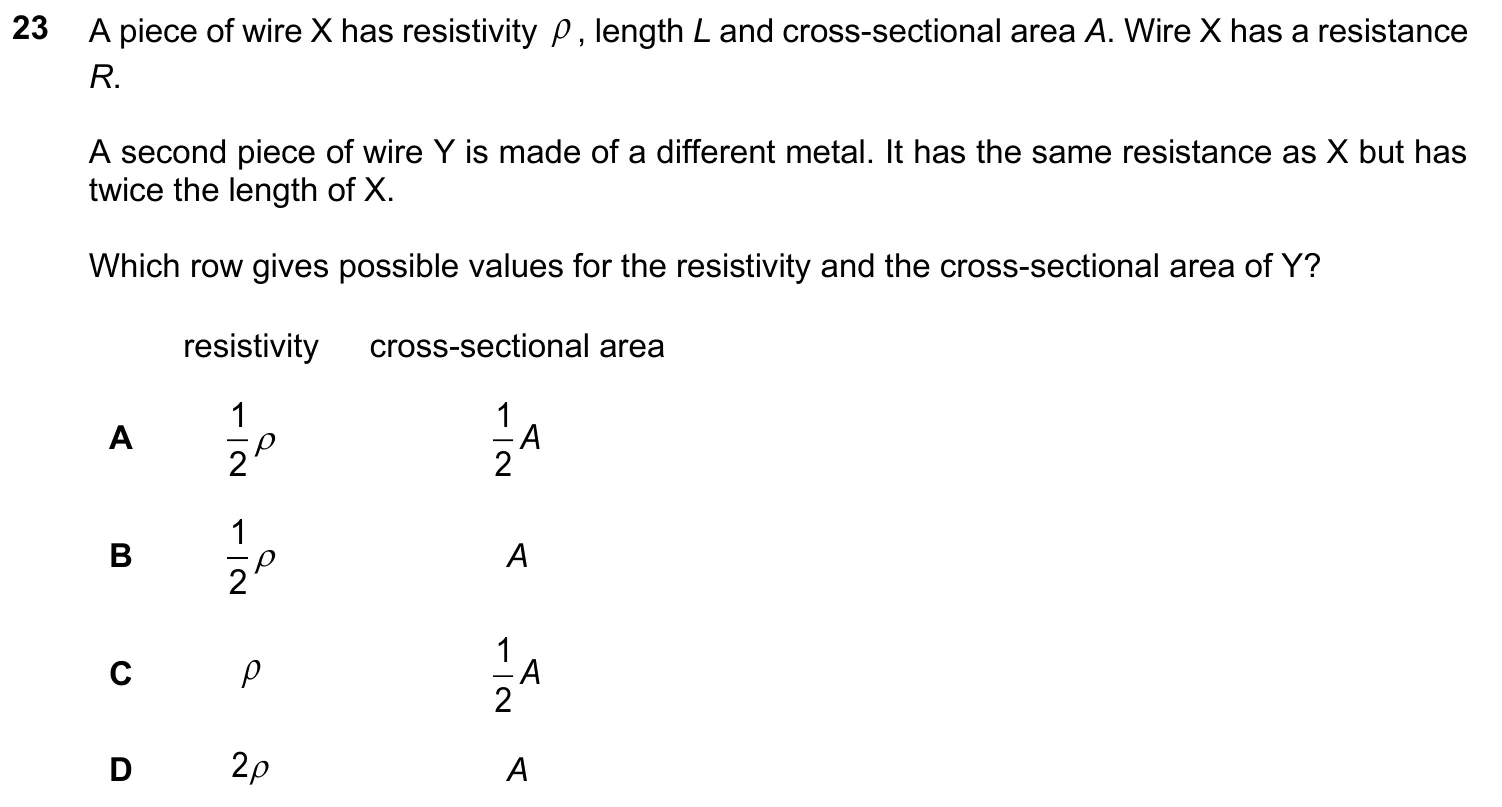 23 A piece of wire X has resistivity ρ, length L and cross-sectional area A. Wire X has a resistance
R.
A second piece of wire Y is made of a different metal. It has the same resistance as X but has
twice the length of X.
Which row gives possible values for the resistivity and the cross-sectional area of Y?
resistivity cross-sectional area
A 1/2 ρ 1/2 A
B 1/2 ρ A
C ρ 1/2 A
D 2ρ A